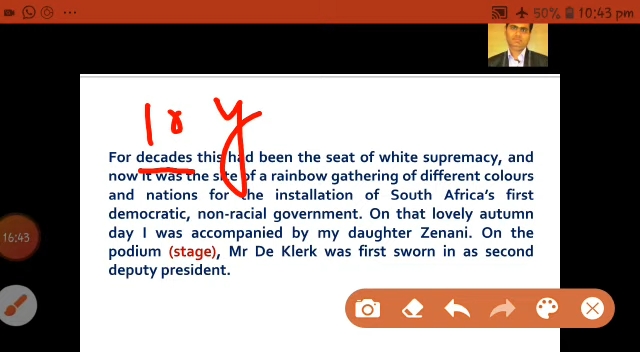 50% 10:43 pm
10 y
For decades this had been the seat of white supremacy, and
now it was the site of a rainbow gathering of different colours
and nations for the installation of South Africa's first
democratic, non-racial government. On that lovely autumn
day I was accompanied by my daughter Zenani. On the
podium (stage), Mr De Klerk was first sworn in as second
deputy president.
16:43